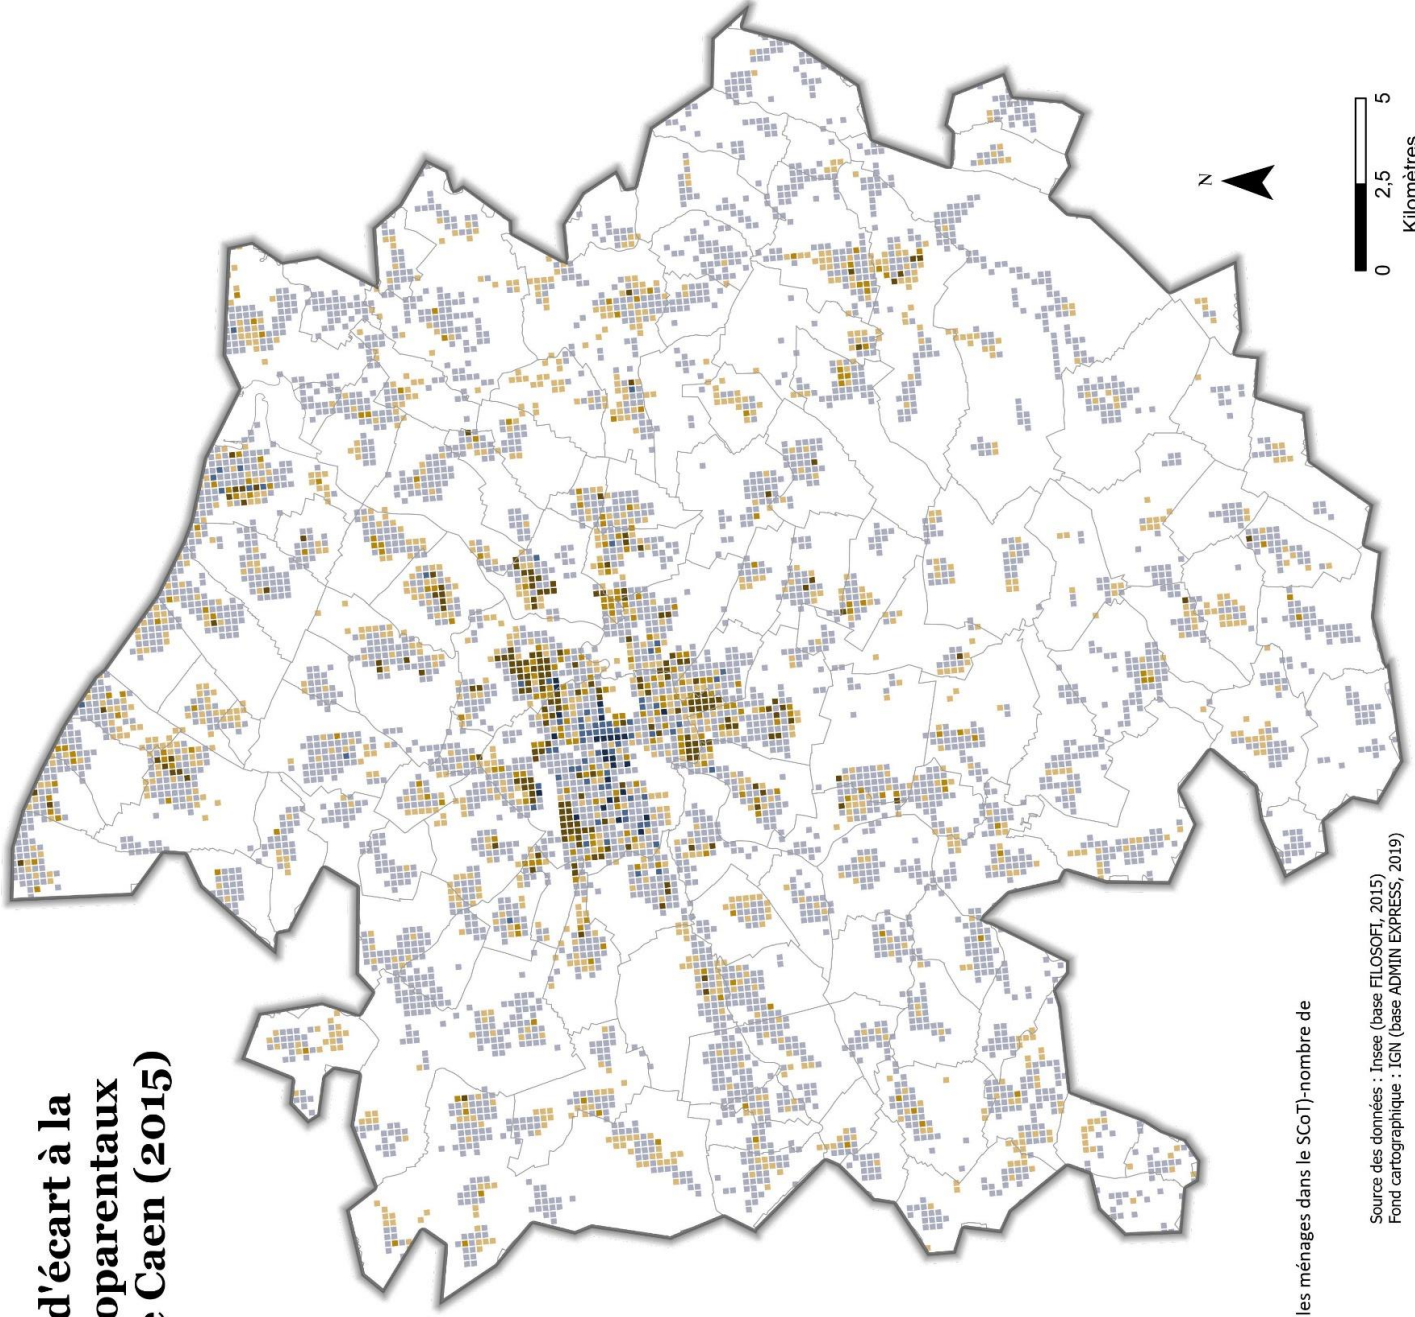 d'écart à la
oparentaux
e Caen (2015)
N
0 2,5 5
Kilomètres
les ménages dans le SCoT)-nombre de
Source des données : Insee (base FILOSOFI, 2015)
Fond cartographique : IGN (base ADMIN EXPRESS, 2019)